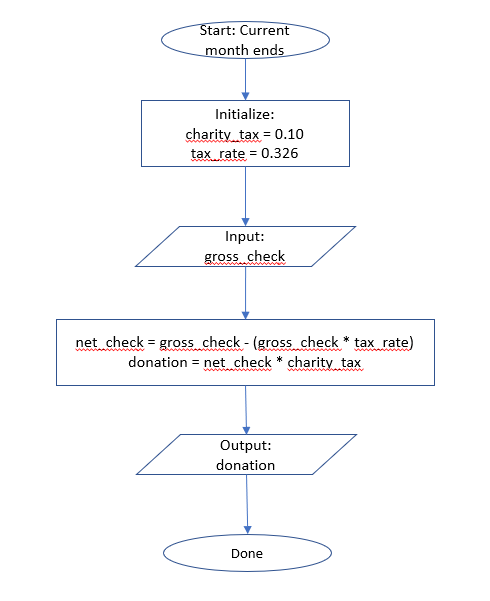 Start: Current
month ends
Initialize:
charity_tax = 0.10
tax_rate = 0.326
Input:
gross_check
net_check = gross_check - (gross_check * tax_rate)
donation = net_check * charity_tax
Output:
donation
Done